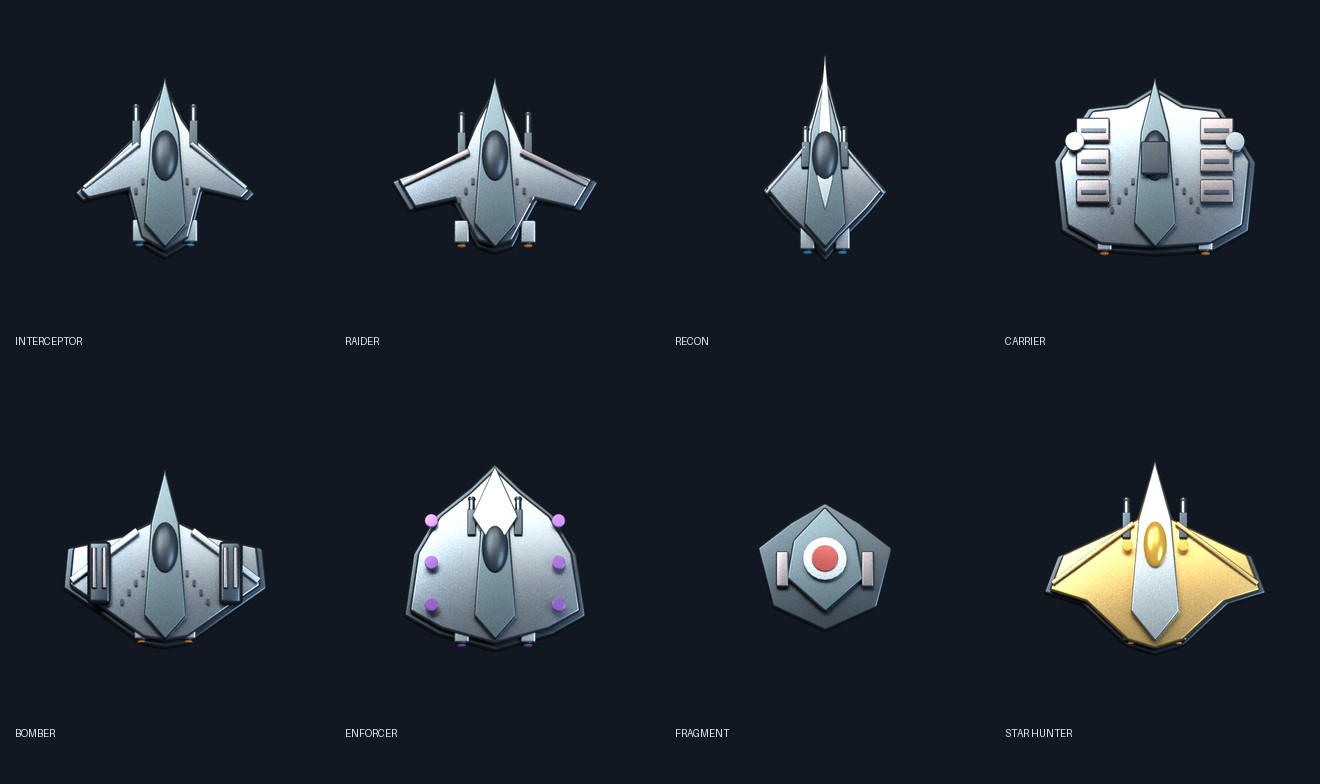 INTERCEPTOR
RAIDER
RECON
CARRIER
BOMBER
ENFORCER
FRAGMENT
STAR HUNTER